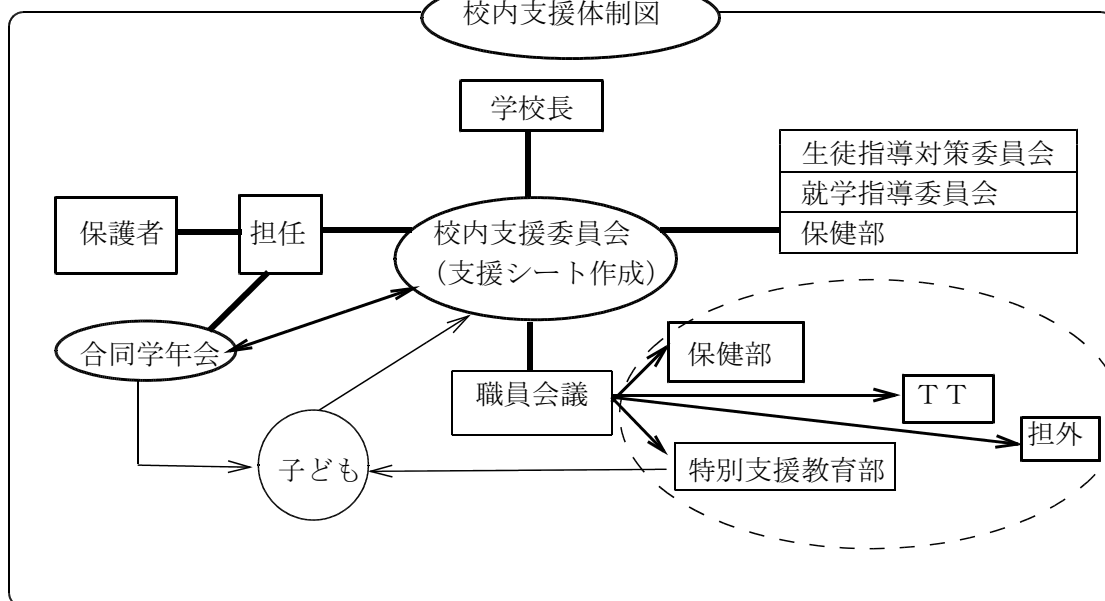 校内支援体制図
学校長
生徒指導対策委員会
就学指導委員会
保健部
保護者
担任
校内支援委員会
（支援シート作成）
合同学年会
保健部
職員会議
ＴＴ
担外
子ども
特別支援教育部